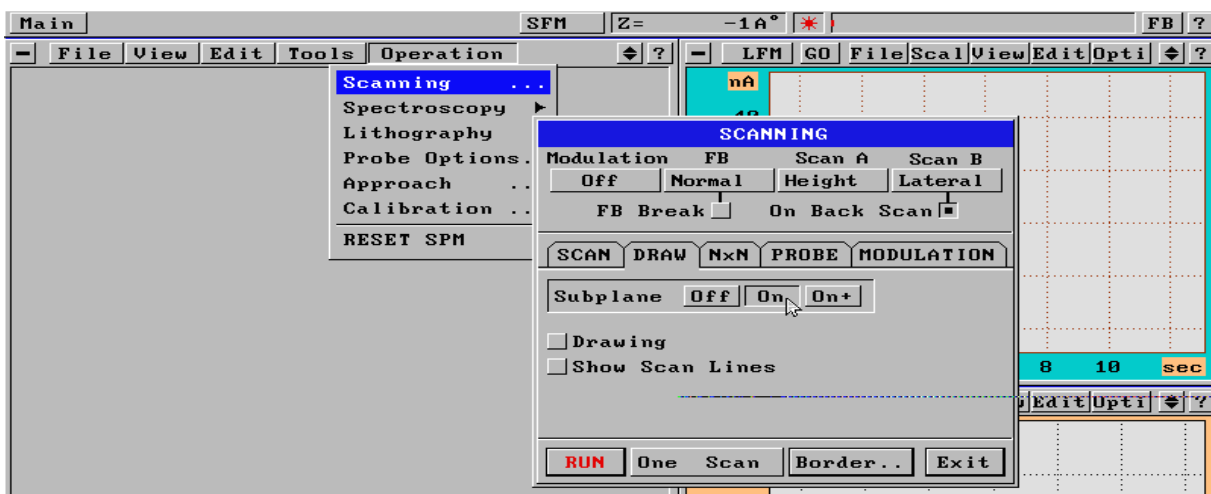 Main SFM Z= -1A° FB ?
File View Edit Tools Operation ?
LFM GO File Scal View Edit Opti ?
Scanning ...
Spectroscopy
Lithography
Probe Options.
Approach ..
Calibration ..
RESET SPM
nA
SCANNING
Modulation FB Scan A Scan B
Off Normal Height Lateral
FB Break On Back Scan
SCAN DRAW NxN PROBE MODULATION
Subplane Off On On+
Drawing
Show Scan Lines
RUN One Scan Border.. Exit
8 10 sec
Edit Opti ?